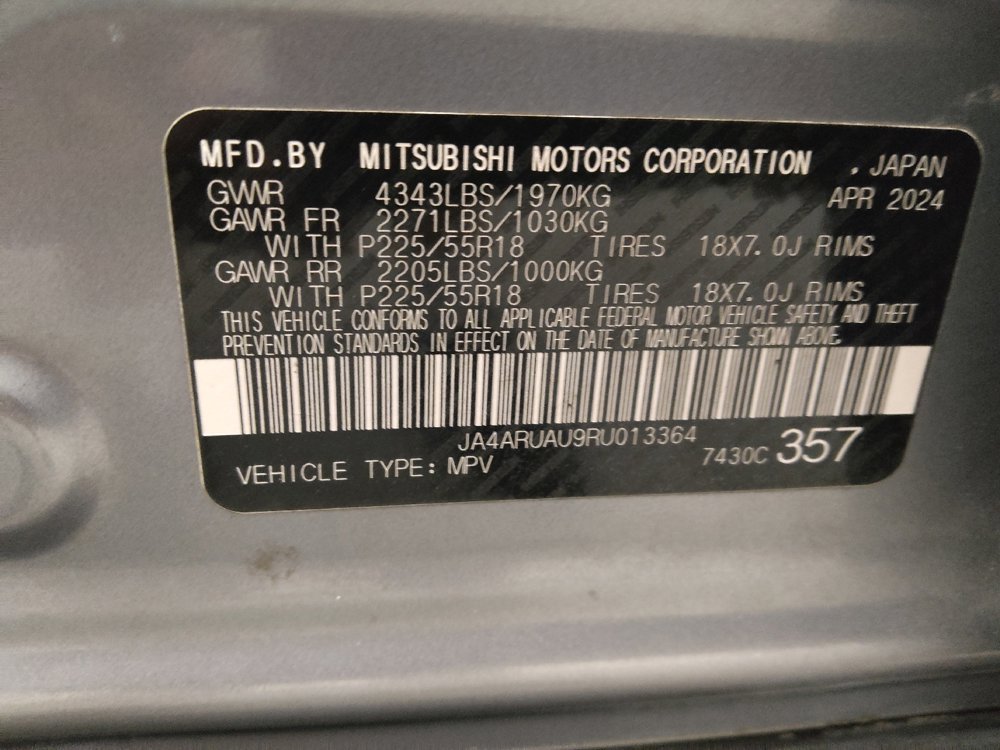 MFD.BY MITSUBISHI MOTORS CORPORATION , JAPAN
GVWR 4343LBS/1970KG APR 2024
GAWR FR 2271LBS/1030KG
WITH P225/55R18 TIRES 18X7.0J RIMS
GAWR RR 2205LBS/1000KG
WITH P225/55R18 TIRES 18X7.0J RIMS
THIS VEHICLE CONFORMS TO ALL APPLICABLE FEDERAL MOTOR VEHICLE SAFETY AND THEFT
PREVENTION STANDARDS IN EFFECT ON THE DATE OF MANUFACTURE SHOWN ABOVE.
JA4ARUAU9RU013364
VEHICLE TYPE: MPV 7430C 357